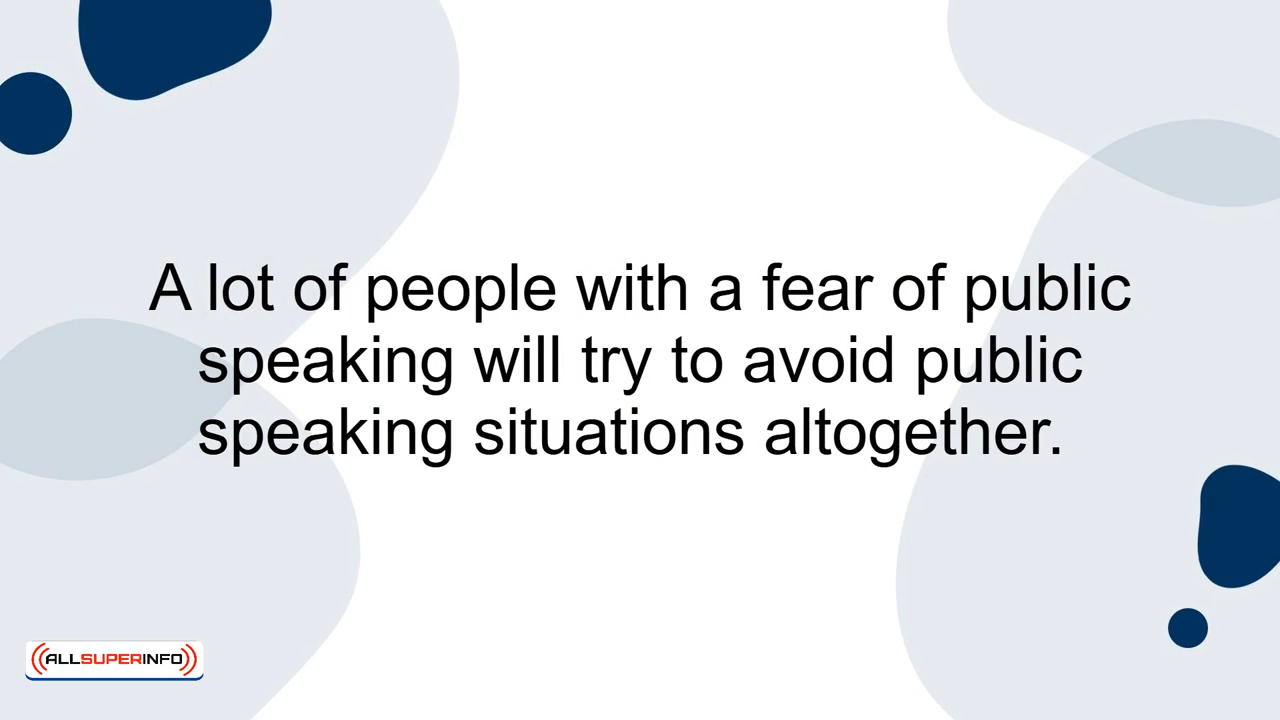 A lot of people with a fear of public
speaking will try to avoid public
speaking situations altogether.
ALLSUPERINFO